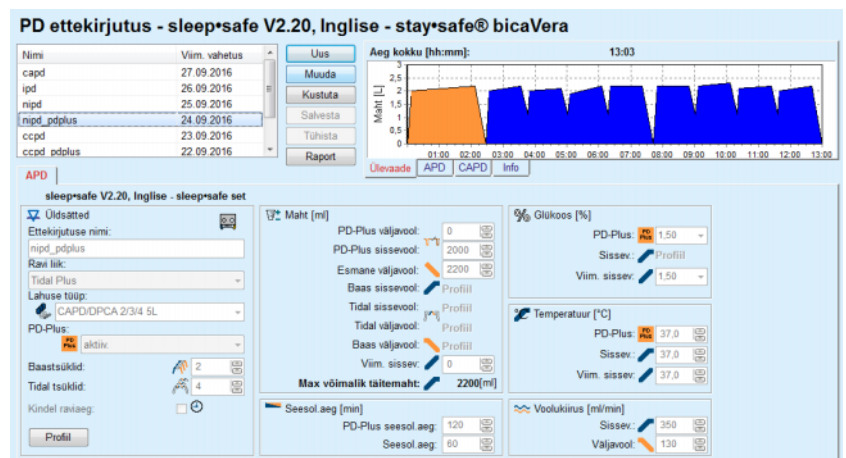 PD ettekirjutus - sleep•safe V2.20, Inglise - stay•safe® bicaVera
Nimi Viim. vahetus
capd 27.09.2016
ipd 26.09.2016
nipd 25.09.2016
nipd_pdplus 24.09.2016
ccpd 23.09.2016
ccpd_pdplus 22.09.2016
Uus
Muuda
Kustuta
Salvesta
Tühista
Raport
Aeg kokku [hh:mm]: 13:03
Maht [L]
3
2,5
2
1,5
1
0,5
0
01:00 02:00 03:00 04:00 05:00 06:00 07:00 08:00 09:00 10:00 11:00 12:00 13:00
Ülevaade APD CAPD Info
APD
sleep•safe V2.20, Inglise - sleep•safe set
Üldsätted
Ettekirjutuse nimi:
nipd_pdplus
Ravi liik:
Tidal Plus
Lahuse tüüp:
CAPD/DPCA 2/3/4 5L
PD-Plus:
PD Plus aktiiv.
Baastsüklid: 2
Tidal tsüklid: 4
Kindel raviaeg:
Profiil
Maht [ml]
PD-Plus väljavool: 0
PD-Plus sissevool: 2000
Esmane väljavool: 2200
Baas sissevool: Profiil
Tidal sissevool: Profiil
Tidal väljavool: Profiil
Baas väljavool: Profiil
Viim. sissev: 0
Max võimalik täitemaht: 2200[ml]
Seesol.aeg [min]
PD-Plus seesol.aeg: 120
Seesol.aeg: 60
Glükoos [%]
PD-Plus: PD Plus 1,50
Sissev.: Profiil
Viim. sissev: 1,50
Temperatuur [°C]
PD-Plus: PD Plus 37,0
Sissev.: 37,0
Viim. sissev: 37,0
Voolukiirus [ml/min]
Sissev.: 350
Väljavool: 130